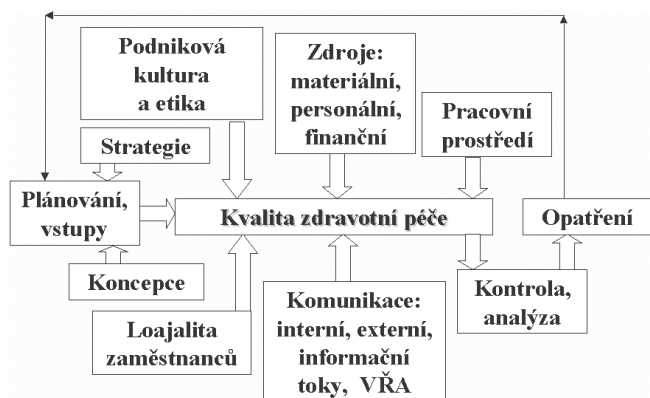 Podniková
kultura
a etika
Zdroje:
materiální,
personální,
finanční
Pracovní
prostředí
Strategie
Plánování,
vstupy
Kvalita zdravotní péče
Opatření
Koncepce
Loajalita
zaměstnanců
Komunikace:
interní, externí,
informační
toky, VŘA
Kontrola,
analýza